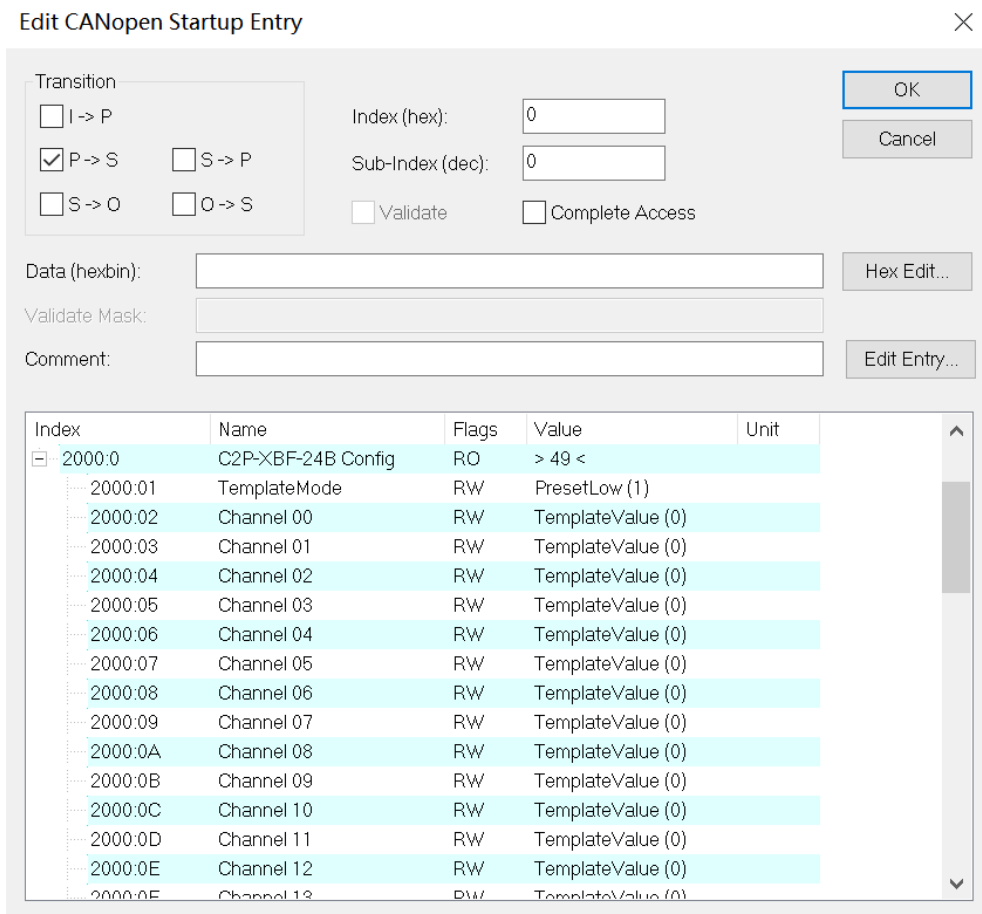 Edit CANopen Startup Entry
Transition
I -> P
P -> S
S -> P
S -> O
O -> S
Index (hex):
0
Sub-Index (dec):
0
Validate
Complete Access
OK
Cancel
Data (hexbin):
Hex Edit...
Validate Mask:
Comment:
Edit Entry...
Index Name Flags Value Unit
2000:0 C2P-XBF-24B Config RO > 49 <
2000:01 TemplateMode RW PresetLow (1)
2000:02 Channel 00 RW TemplateValue (0)
2000:03 Channel 01 RW TemplateValue (0)
2000:04 Channel 02 RW TemplateValue (0)
2000:05 Channel 03 RW TemplateValue (0)
2000:06 Channel 04 RW TemplateValue (0)
2000:07 Channel 05 RW TemplateValue (0)
2000:08 Channel 06 RW TemplateValue (0)
2000:09 Channel 07 RW TemplateValue (0)
2000:0A Channel 08 RW TemplateValue (0)
2000:0B Channel 09 RW TemplateValue (0)
2000:0C Channel 10 RW TemplateValue (0)
2000:0D Channel 11 RW TemplateValue (0)
2000:0E Channel 12 RW TemplateValue (0)
2000:0F Channel 13 RW TemplateValue (0)